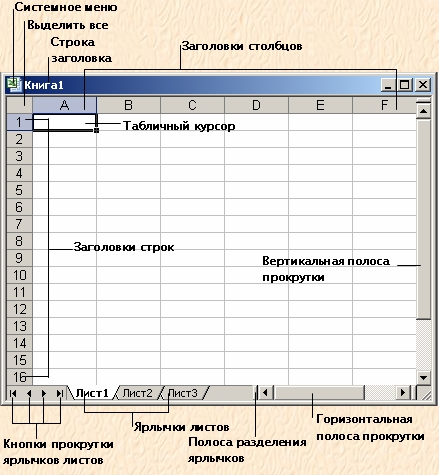 Системное меню
Выделить все
Строка
заголовка
Заголовки столбцов
Книга1
A B C D E F
1
Табличный курсор
2
3
4
5
6
7
8
Заголовки строк
9
Вертикальная полоса
прокрутки
10
11
12
13
14
15
16
Лист1 Лист2 Лист3
Ярлычки листов
Горизонтальная
полоса прокрутки
Кнопки прокрутки
ярлычков листов
Полоса разделения
ярлычков